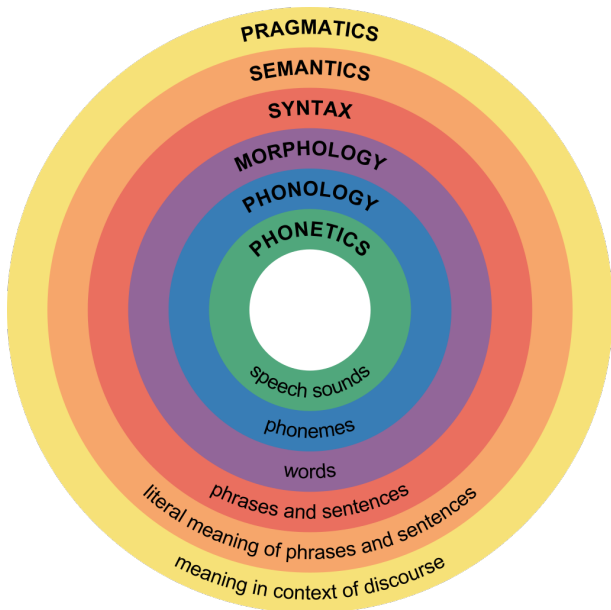 PRAGMATICS
SEMANTICS
SYNTAX
MORPHOLOGY
PHONOLOGY
PHONETICS
speech sounds
phonemes
words
phrases and sentences
literal meaning of phrases and sentences
meaning in context of discourse